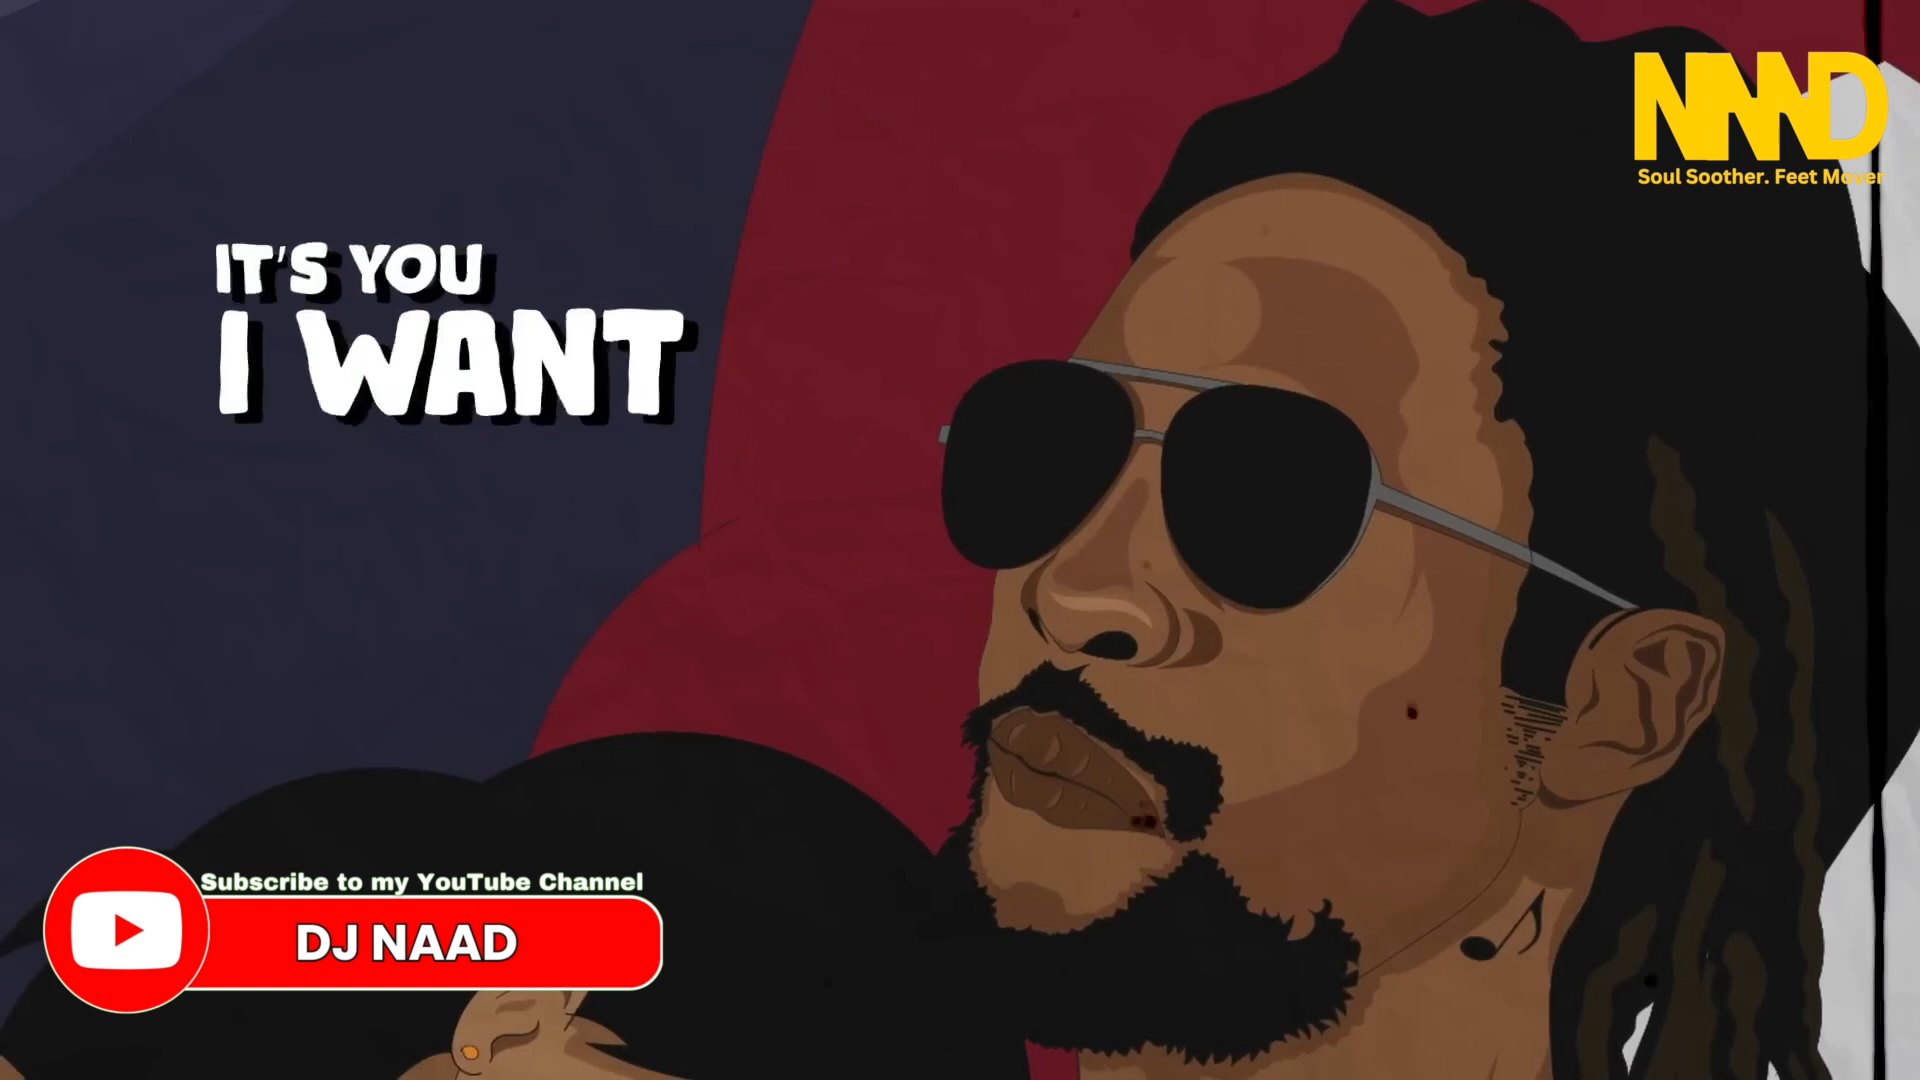 NAAD
Soul Soother. Feet Mover
IT'S YOU
I WANT
Subscribe to my YouTube Channel
DJ NAAD